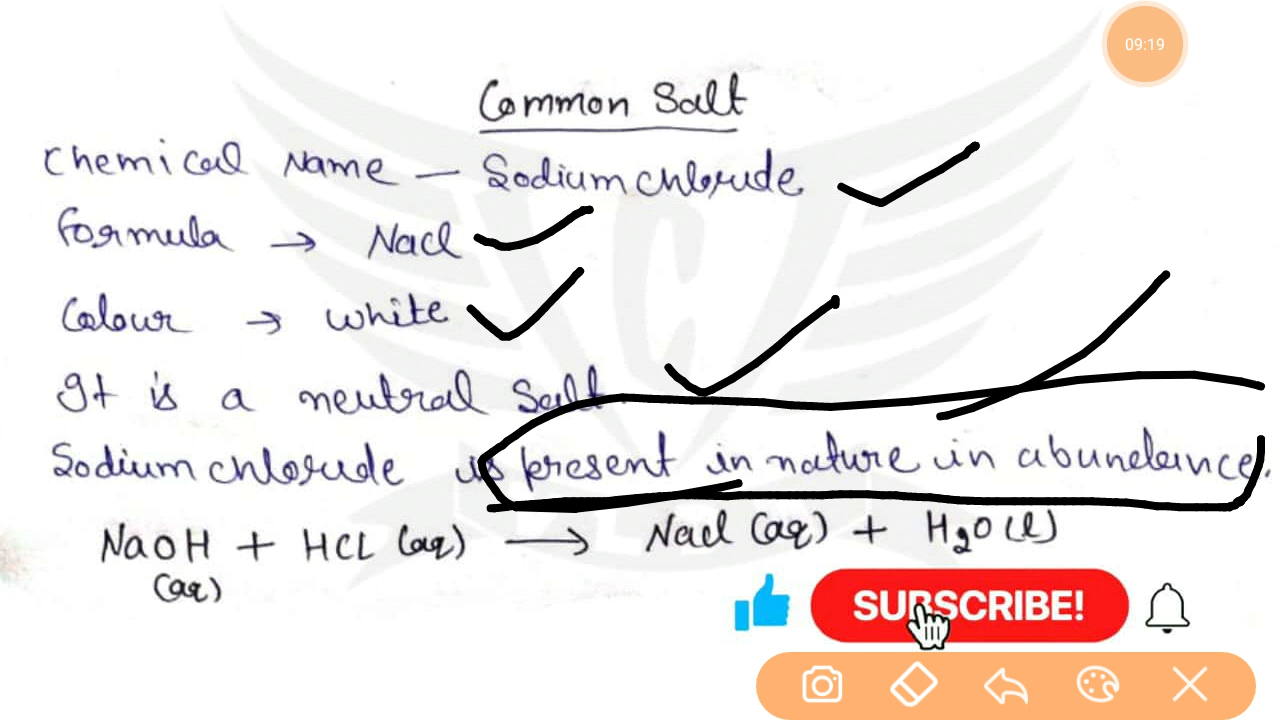 09:19
Common Salt
Chemical Name — Sodium chloride
Formula → Nacl
Colour → white
It is a neutral Salt
Sodium chloride is present in nature in abundance.
NaOH + HCL (aq) → Nacl (aq) + H₂O (l)
(aq)
SUBSCRIBE!